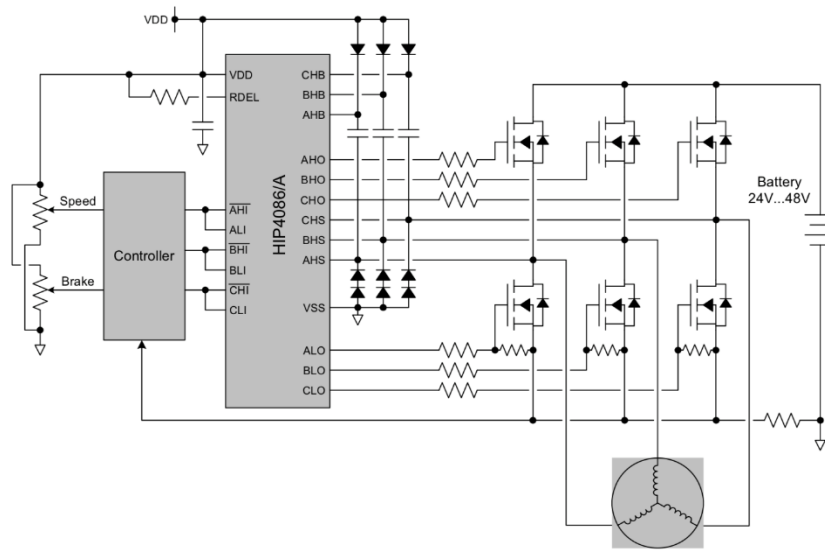 VDD
VDD
RDEL
CHB
BHB
AHB
AHO
BHO
CHO
CHS
BHS
AHS
VSS
ALO
BLO
CLO
AHI
ALI
BHI
BLI
CHI
CLI
HIP4086/A
Speed
Controller
Brake
Battery
24V...48V